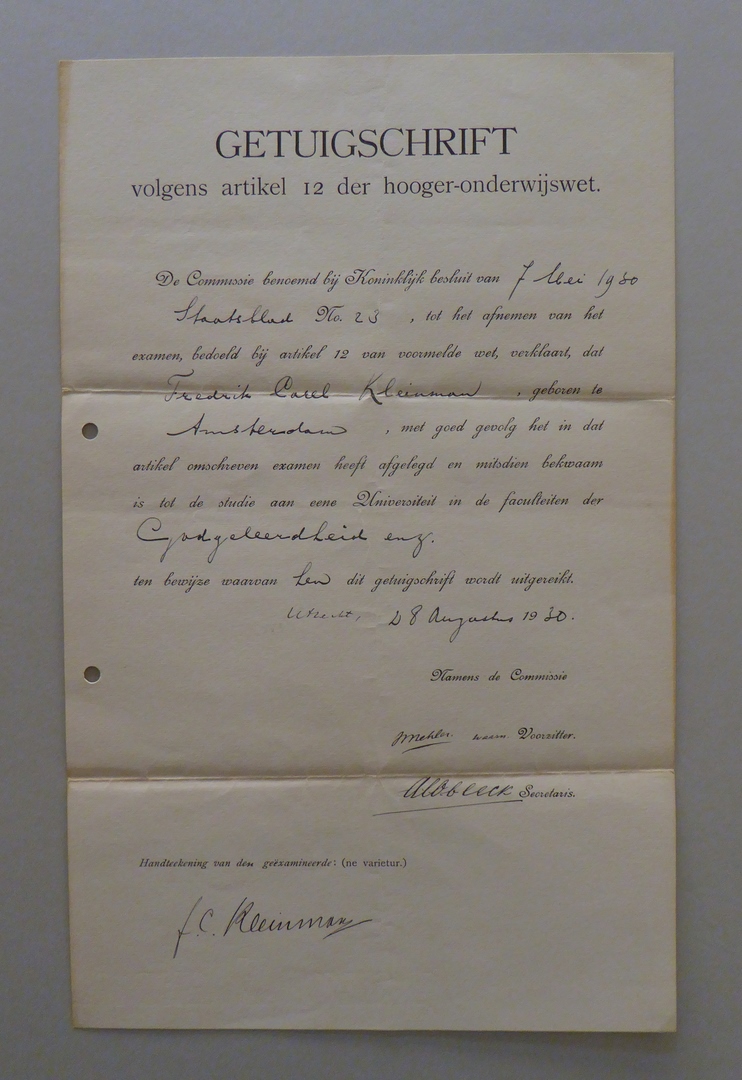 GETUIGSCHRIFT
volgens artikel 12 der hooger-onderwijswet.
De Commissie benoemd bij Koninklijk besluit van 7 Mei 1930
Staatsblad No. 23, tot het afnemen van het
examen, bedoeld bij artikel 12 van voormelde wet, verklaart, dat
Fredrik Carel Kleinman, geboren te
Amsterdam, met goed gevolg het in dat
artikel omschreven examen heeft afgelegd en mitsdien bekwaam
is tot de studie aan eene Universiteit in de faculteiten der
Godgeleerdheid enz.
ten bewijze waarvan hem dit getuigschrift wordt uitgereikt.
Utrecht, 28 Augustus 1930.
Namens de Commissie
waarn. Voorzitter.
Secretaris.
Handteekening van den geëxamineerde: (ne varietur.)
F.C. Kleinman